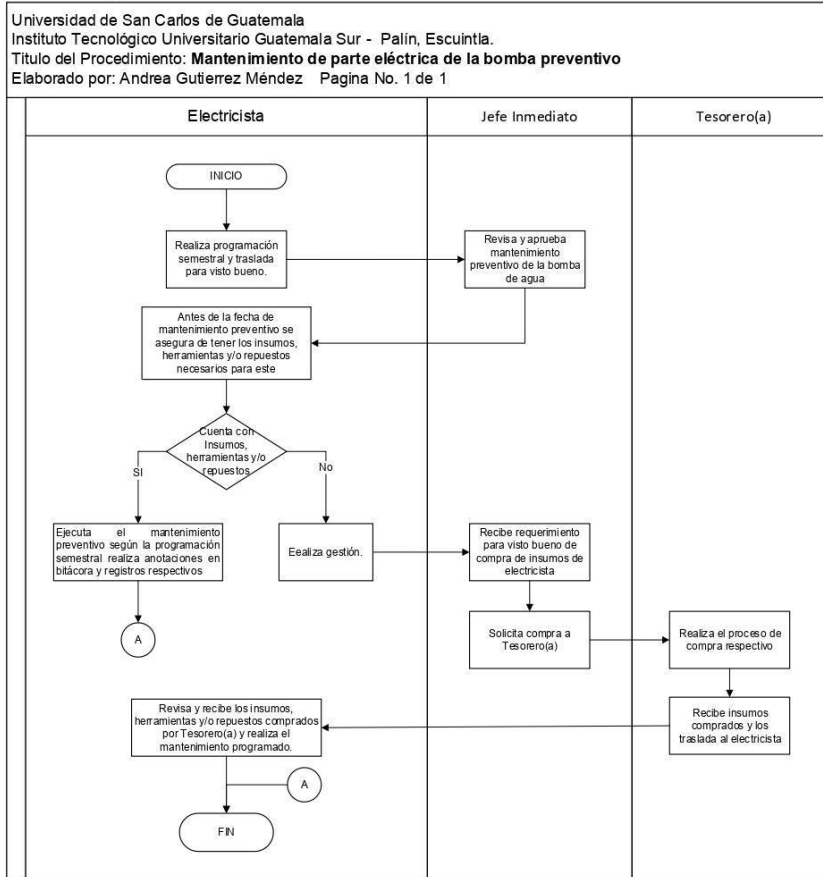 Universidad de San Carlos de Guatemala
Instituto Tecnológico Universitario Guatemala Sur - Palín, Escuintla.
Titulo del Procedimiento: Mantenimiento de parte eléctrica de la bomba preventivo
Elaborado por: Andrea Gutierrez Méndez Pagina No. 1 de 1
Electricista
Jefe Inmediato
Tesorero(a)
INICIO
Realiza programación
semestral y traslada
para visto bueno.
Revisa y aprueba
mantenimiento
preventivo de la bomba
de agua
Antes de la fecha de
mantenimiento preventivo se
asegura de tener los insumos,
herramientas y/o repuestos
necesarios para este
Cuenta con
Insumos,
herramientas y/o
repuestos
SI
No
Ejecuta el mantenimiento
preventivo según la programación
semestral realiza anotaciones en
bitácora y registros respectivos
Eealiza gestión.
Recibe requerimiento
para visto bueno de
compra de insumos de
electricista
A
Solicita compra a
Tesorero(a)
Realiza el proceso de
compra respectivo
Revisa y recibe los insumos,
herramientas y/o repuestos comprados
por Tesorero(a) y realiza el
mantenimiento programado.
Recibe insumos
comprados y los
traslada al electricista
A
FIN